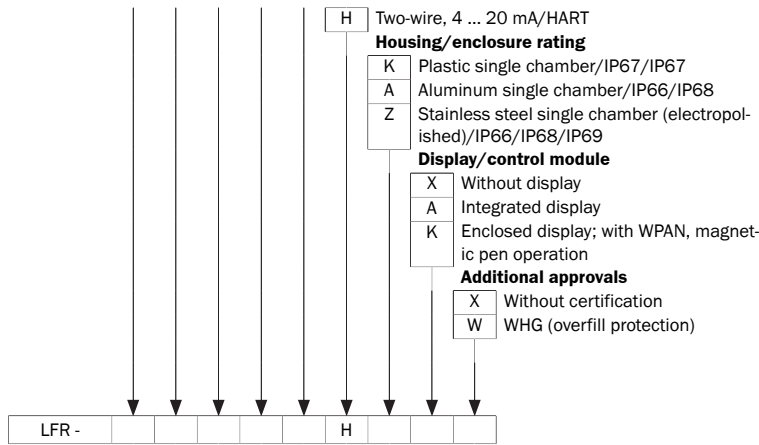 H Two-wire, 4 ... 20 mA/HART
Housing/enclosure rating
K Plastic single chamber/IP67/IP67
A Aluminum single chamber/IP66/IP68
Z Stainless steel single chamber (electropol-
ished)/IP66/IP68/IP69
Display/control module
X Without display
A Integrated display
K Enclosed display; with WPAN, magnet-
ic pen operation
Additional approvals
X Without certification
W WHG (overfill protection)
LFR - H